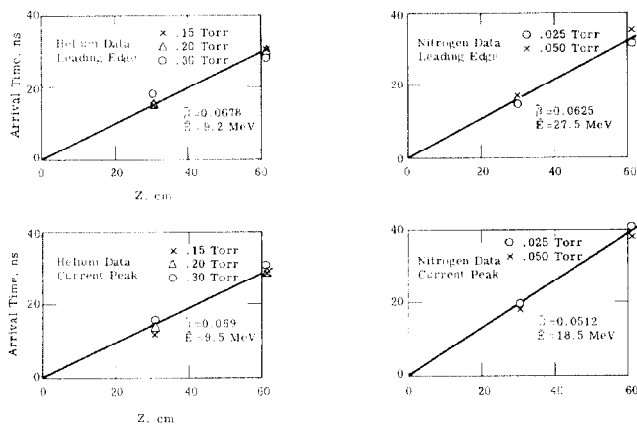 40
20
0
Arrival Time, ns
Helium Data
Leading Edge
× .15 Torr
△ .20 Torr
○ .30 Torr
β̄=0.0678
Ē=9.2 MeV
0 20 40 60
Z, cm
40
20
0
Nitrogen Data
Leading Edge
○ .025 Torr
× .050 Torr
β̄=0.0625
Ē=27.5 MeV
0 20 40 60
40
20
0
Arrival Time, ns
Helium Data
Current Peak
× .15 Torr
△ .20 Torr
○ .30 Torr
β̄=0.069
Ē=9.5 MeV
0 20 40 60
Z, cm
40
20
0
Nitrogen Data
Current Peak
○ .025 Torr
× .050 Torr
β̄=0.0512
Ē=18.5 MeV
0 20 40 60